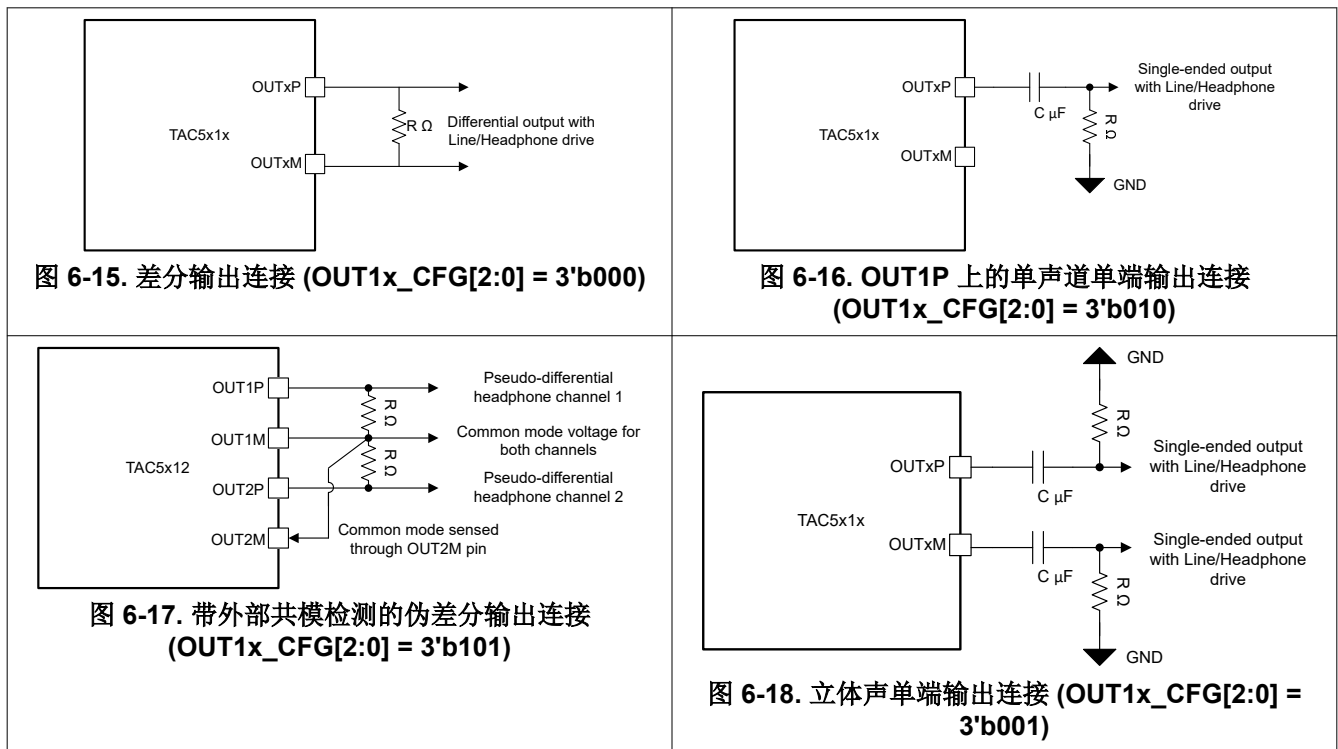 OUTxP
OUTxM
TAC5x1x
R Ω
Differential output with
Line/Headphone drive
图 6-15. 差分输出连接 (OUT1x_CFG[2:0] = 3'b000)
OUTxP
OUTxM
TAC5x1x
C µF
R Ω
GND
Single-ended output
with Line/Headphone
drive
图 6-16. OUT1P 上的单声道单端输出连接
(OUT1x_CFG[2:0] = 3'b010)
OUT1P
OUT1M
TAC5x12
OUT2P
OUT2M
R Ω
R Ω
Pseudo-differential
headphone channel 1
Common mode voltage for
both channels
Pseudo-differential
headphone channel 2
Common mode sensed
through OUT2M pin
图 6-17. 带外部共模检测的伪差分输出连接
(OUT1x_CFG[2:0] = 3'b101)
GND
R Ω
OUTxP
C µF
Single-ended output
with Line/Headphone
drive
TAC5x1x
OUTxM
C µF
R Ω
Single-ended output
with Line/Headphone
drive
GND
图 6-18. 立体声单端输出连接 (OUT1x_CFG[2:0] =
3'b001)